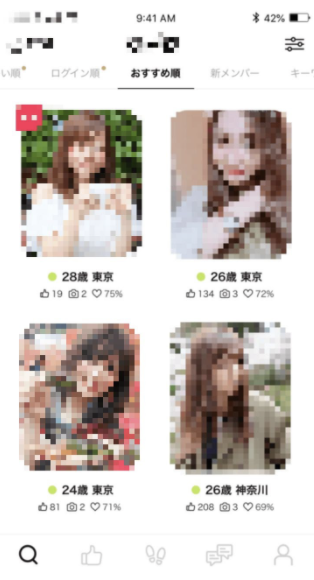 9:41 AM
42%
い順 ログイン順 おすすめ順 新メンバー キー
28歳 東京 26歳 東京
19 2 75% 134 3 72%
24歳 東京 26歳 神奈川
81 2 71% 208 3 69%